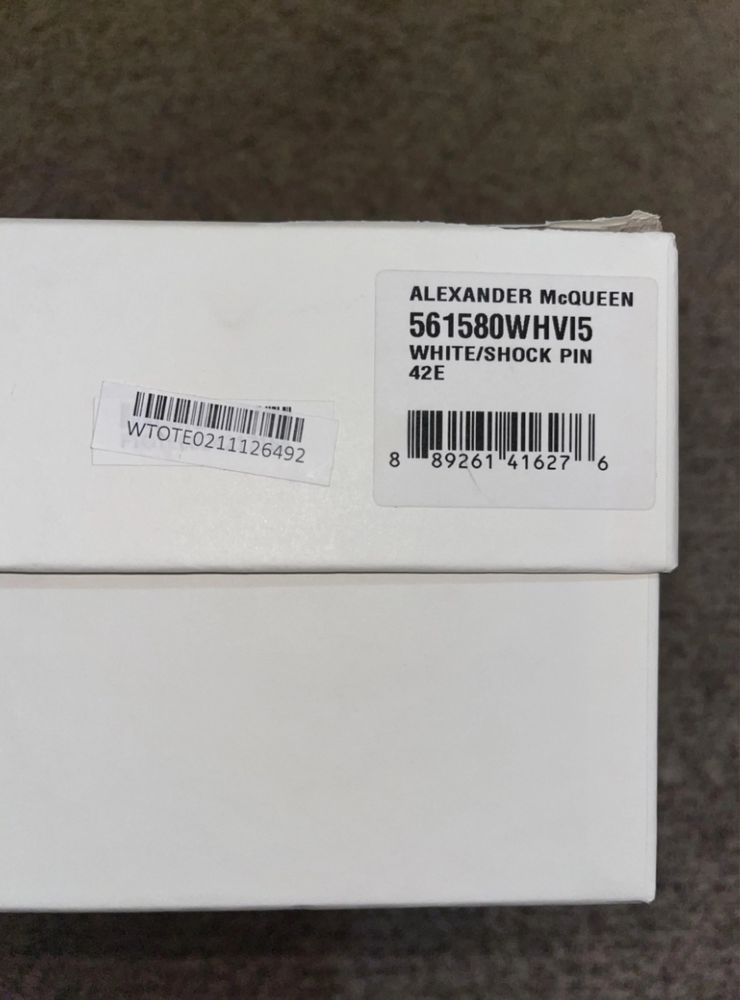 ALEXANDER McQUEEN
561580WHVI5
WHITE/SHOCK PIN
42E
8 89261 41627 6
WTOTE0211126492